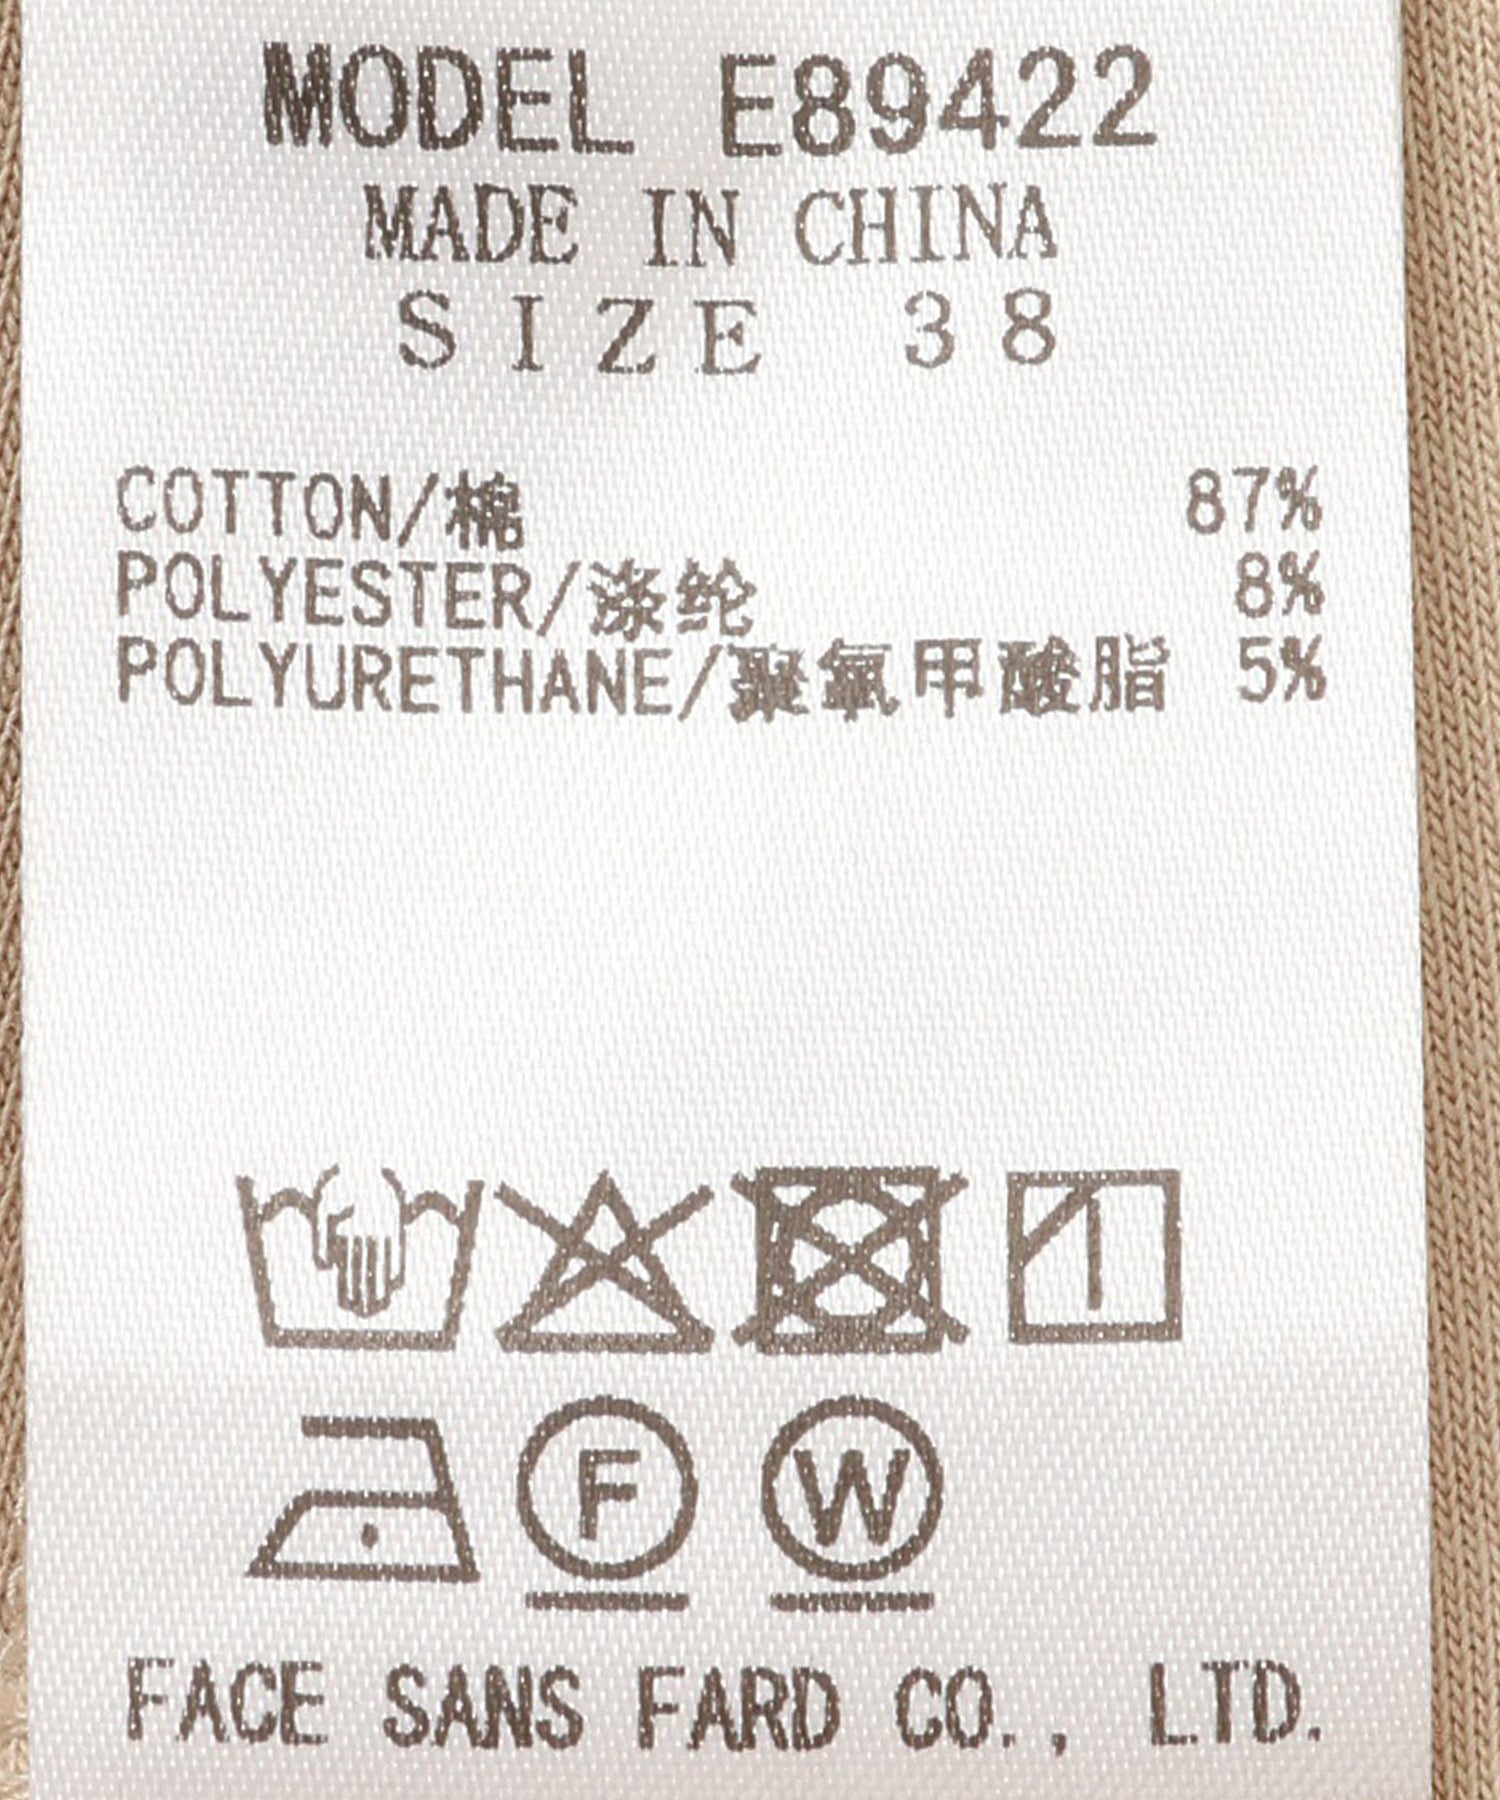 MODEL E89422
MADE IN CHINA
SIZE 38
COTTON/棉 87%
POLYESTER/涤纶 8%
POLYURETHANE/聚氨甲酸脂 5%
F W
FACE SANS FARD CO., LTD.